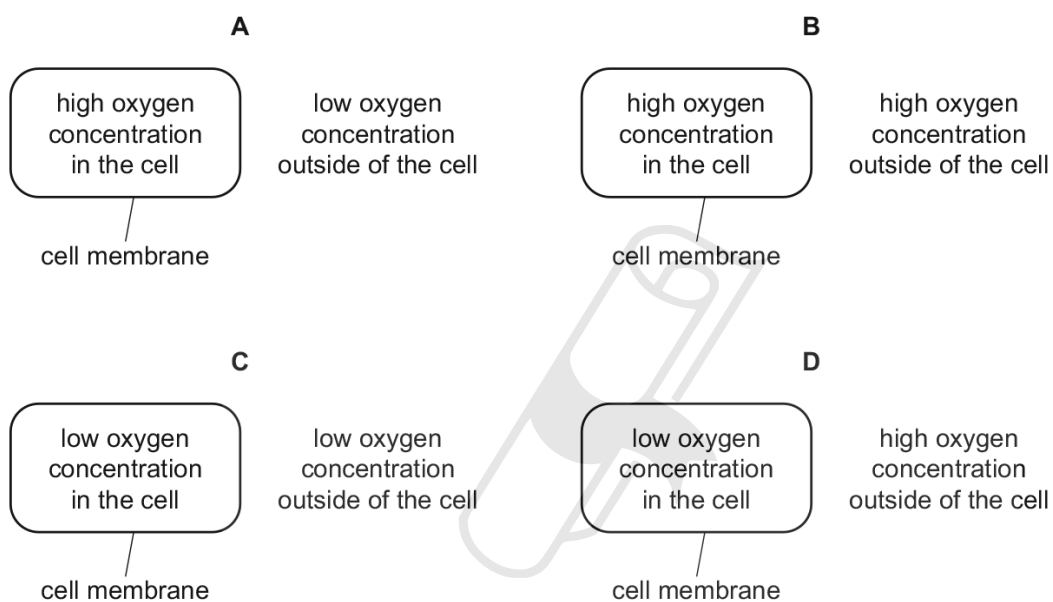 A
high oxygen
concentration
in the cell
low oxygen
concentration
outside of the cell
cell membrane
B
high oxygen
concentration
in the cell
high oxygen
concentration
outside of the cell
cell membrane
C
low oxygen
concentration
in the cell
low oxygen
concentration
outside of the cell
cell membrane
D
low oxygen
concentration
in the cell
high oxygen
concentration
outside of the cell
cell membrane